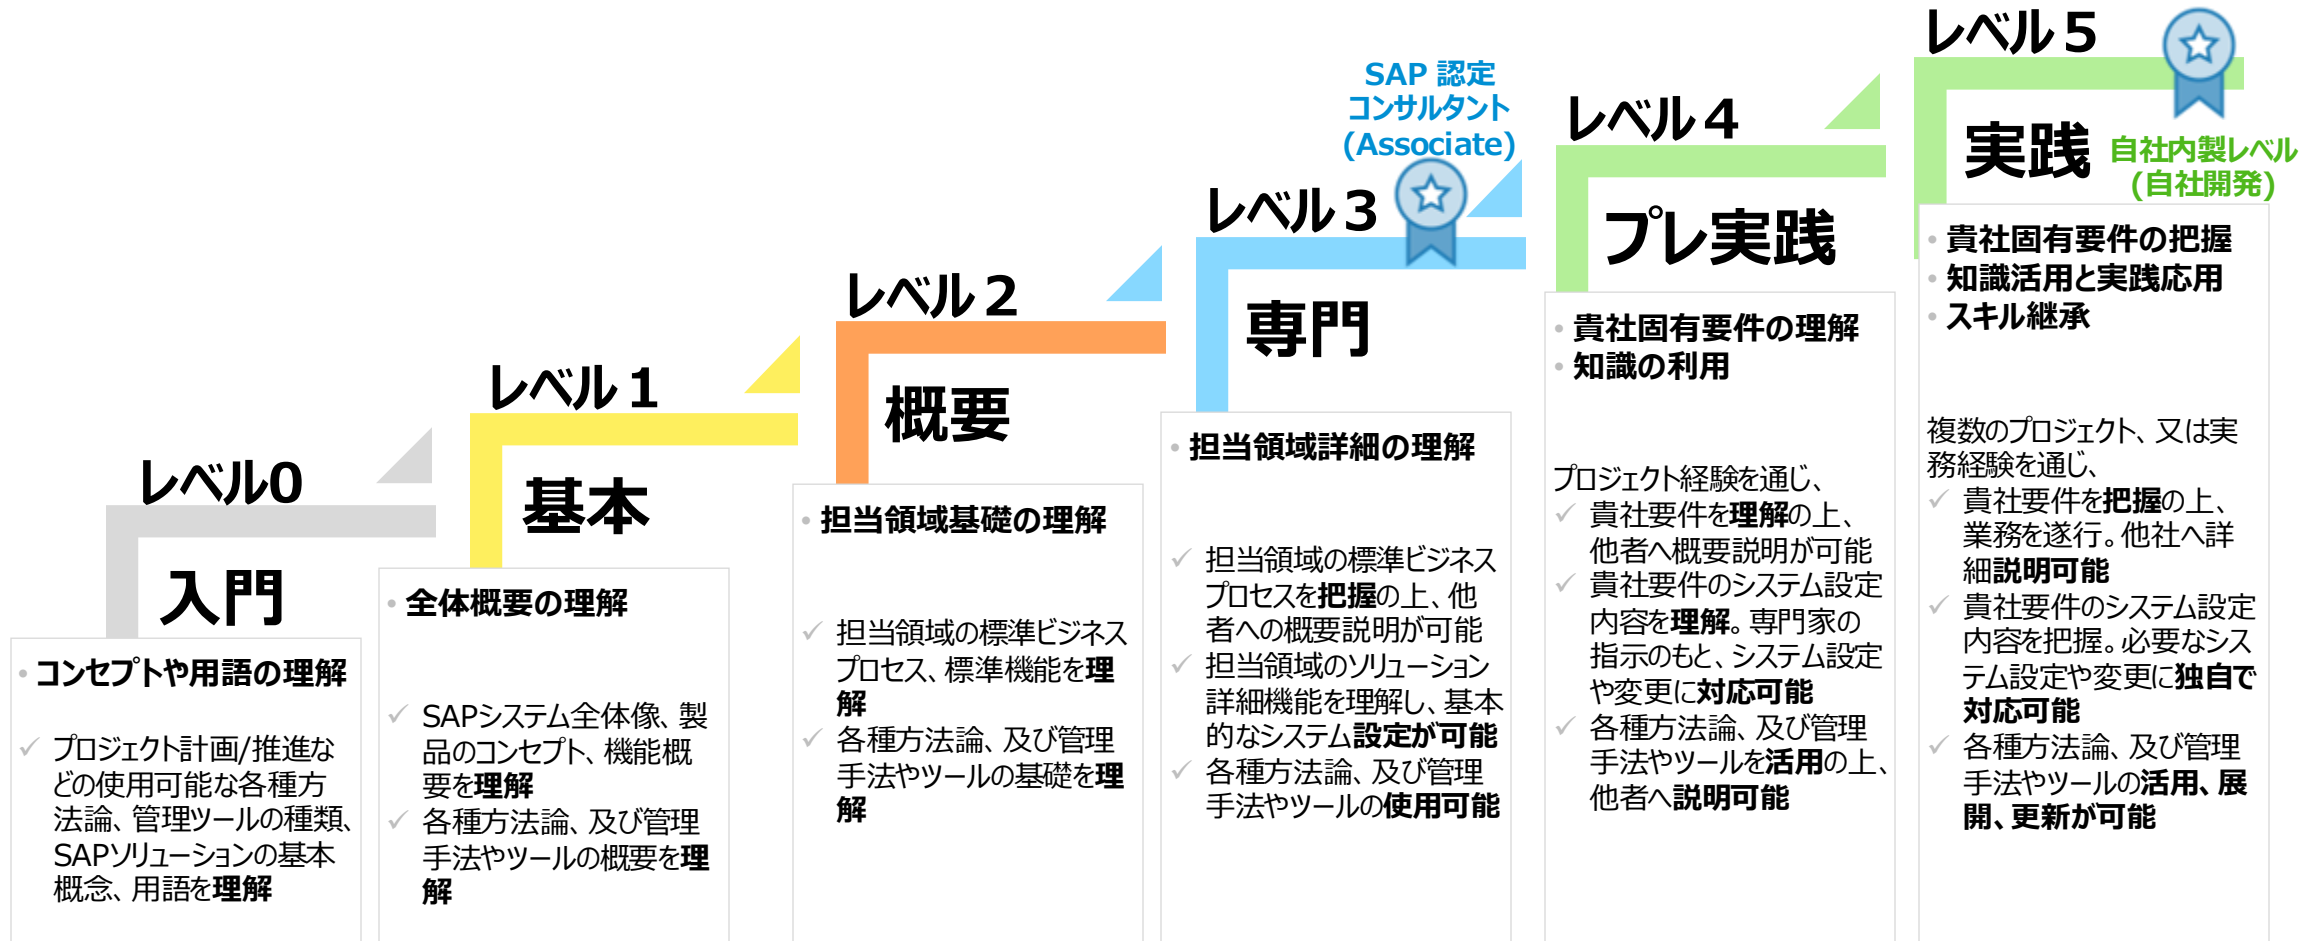 レベル0
入門
・コンセプトや用語の理解
✓ プロジェクト計画/推進な
どの使用可能な各種方
法論、管理ツールの種類、
SAPソリューションの基本
概念、用語を理解
レベル１
基本
・全体概要の理解
✓ SAPシステム全体像、製
品のコンセプト、機能概
要を理解
✓ 各種方法論、及び管理
手法やツールの概要を理
解
レベル２
概要
・担当領域基礎の理解
✓ 担当領域の標準ビジネス
プロセス、標準機能を理
解
✓ 各種方法論、及び管理
手法やツールの基礎を理
解
SAP 認定
コンサルタント
(Associate)
レベル３
専門
・担当領域詳細の理解
✓ 担当領域の標準ビジネス
プロセスを把握の上、他
者への概要説明が可能
✓ 担当領域のソリューション
詳細機能を理解し、基本
的なシステム設定が可能
✓ 各種方法論、及び管理
手法やツールの使用可能
レベル４
プレ実践
・貴社固有要件の理解
・知識の利用
プロジェクト経験を通じ、
✓ 貴社要件を理解の上、
他者へ概要説明が可能
✓ 貴社要件のシステム設定
内容を理解。専門家の
指示のもと、システム設定
や変更に対応可能
✓ 各種方法論、及び管理
手法やツールを活用の上、
他者へ説明可能
レベル５
実践
自社内製レベル
(自社開発)
・貴社固有要件の把握
・知識活用と実践応用
・スキル継承
複数のプロジェクト、又は実
務経験を通じ、
✓ 貴社要件を把握の上、
業務を遂行。他社へ詳
細説明可能
✓ 貴社要件のシステム設定
内容を把握。必要なシス
テム設定や変更に独自で
対応可能
✓ 各種方法論、及び管理
手法やツールの活用、展
開、更新が可能